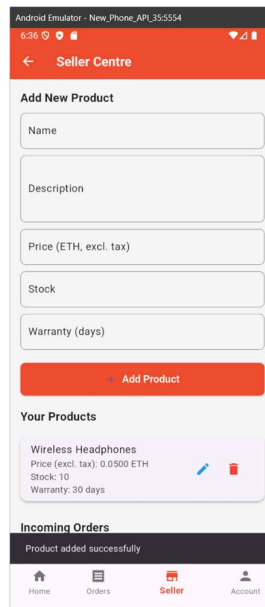 Android Emulator - New_Phone_API_35:5554
6:36
Seller Centre
Add New Product
Name
Description
Price (ETH, excl. tax)
Stock
Warranty (days)
+ Add Product
Your Products
Wireless Headphones
Price (excl. tax): 0.0500 ETH
Stock: 10
Warranty: 30 days
Incoming Orders
Product added successfully
Home Orders Seller Account